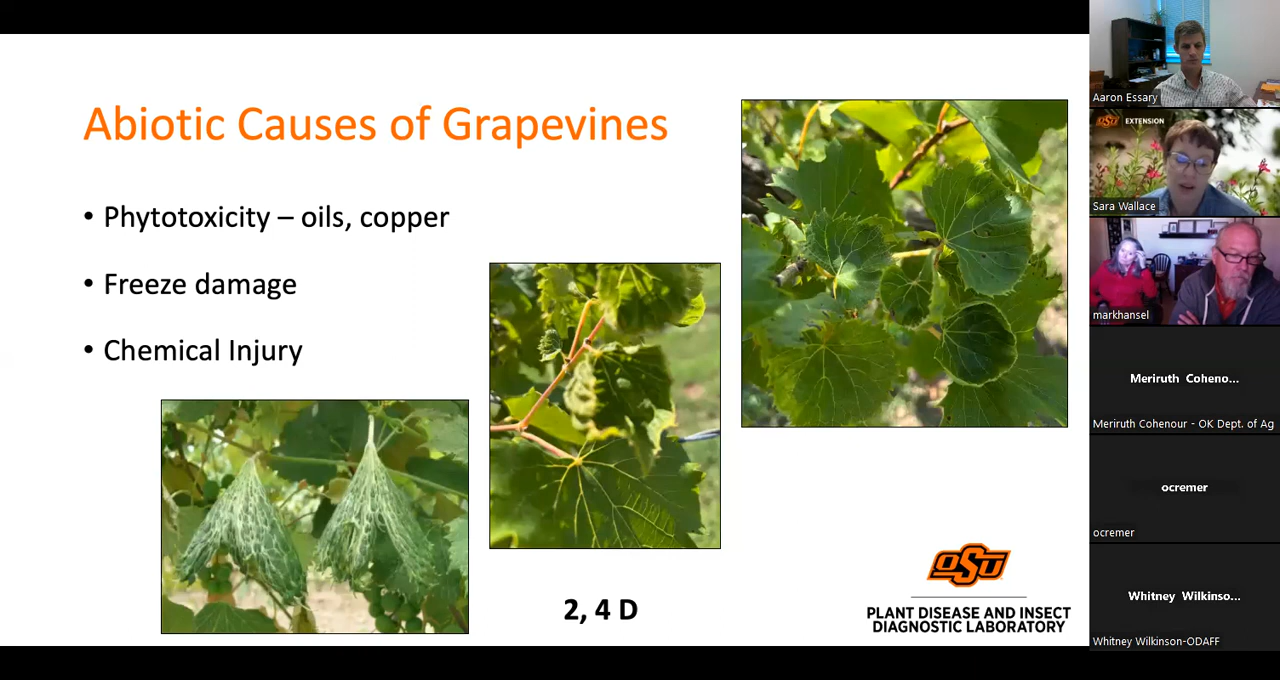 Abiotic Causes of Grapevines
• Phytotoxicity – oils, copper
• Freeze damage
• Chemical Injury
2, 4 D
OSU
PLANT DISEASE AND INSECT
DIAGNOSTIC LABORATORY
Aaron Essary
OSU EXTENSION
Sara Wallace
markhansel
Meriruth Coheno...
Meriruth Cohenour - OK Dept. of Ag
ocremer
ocremer
Whitney Wilkinso...
Whitney Wilkinson-ODAFF